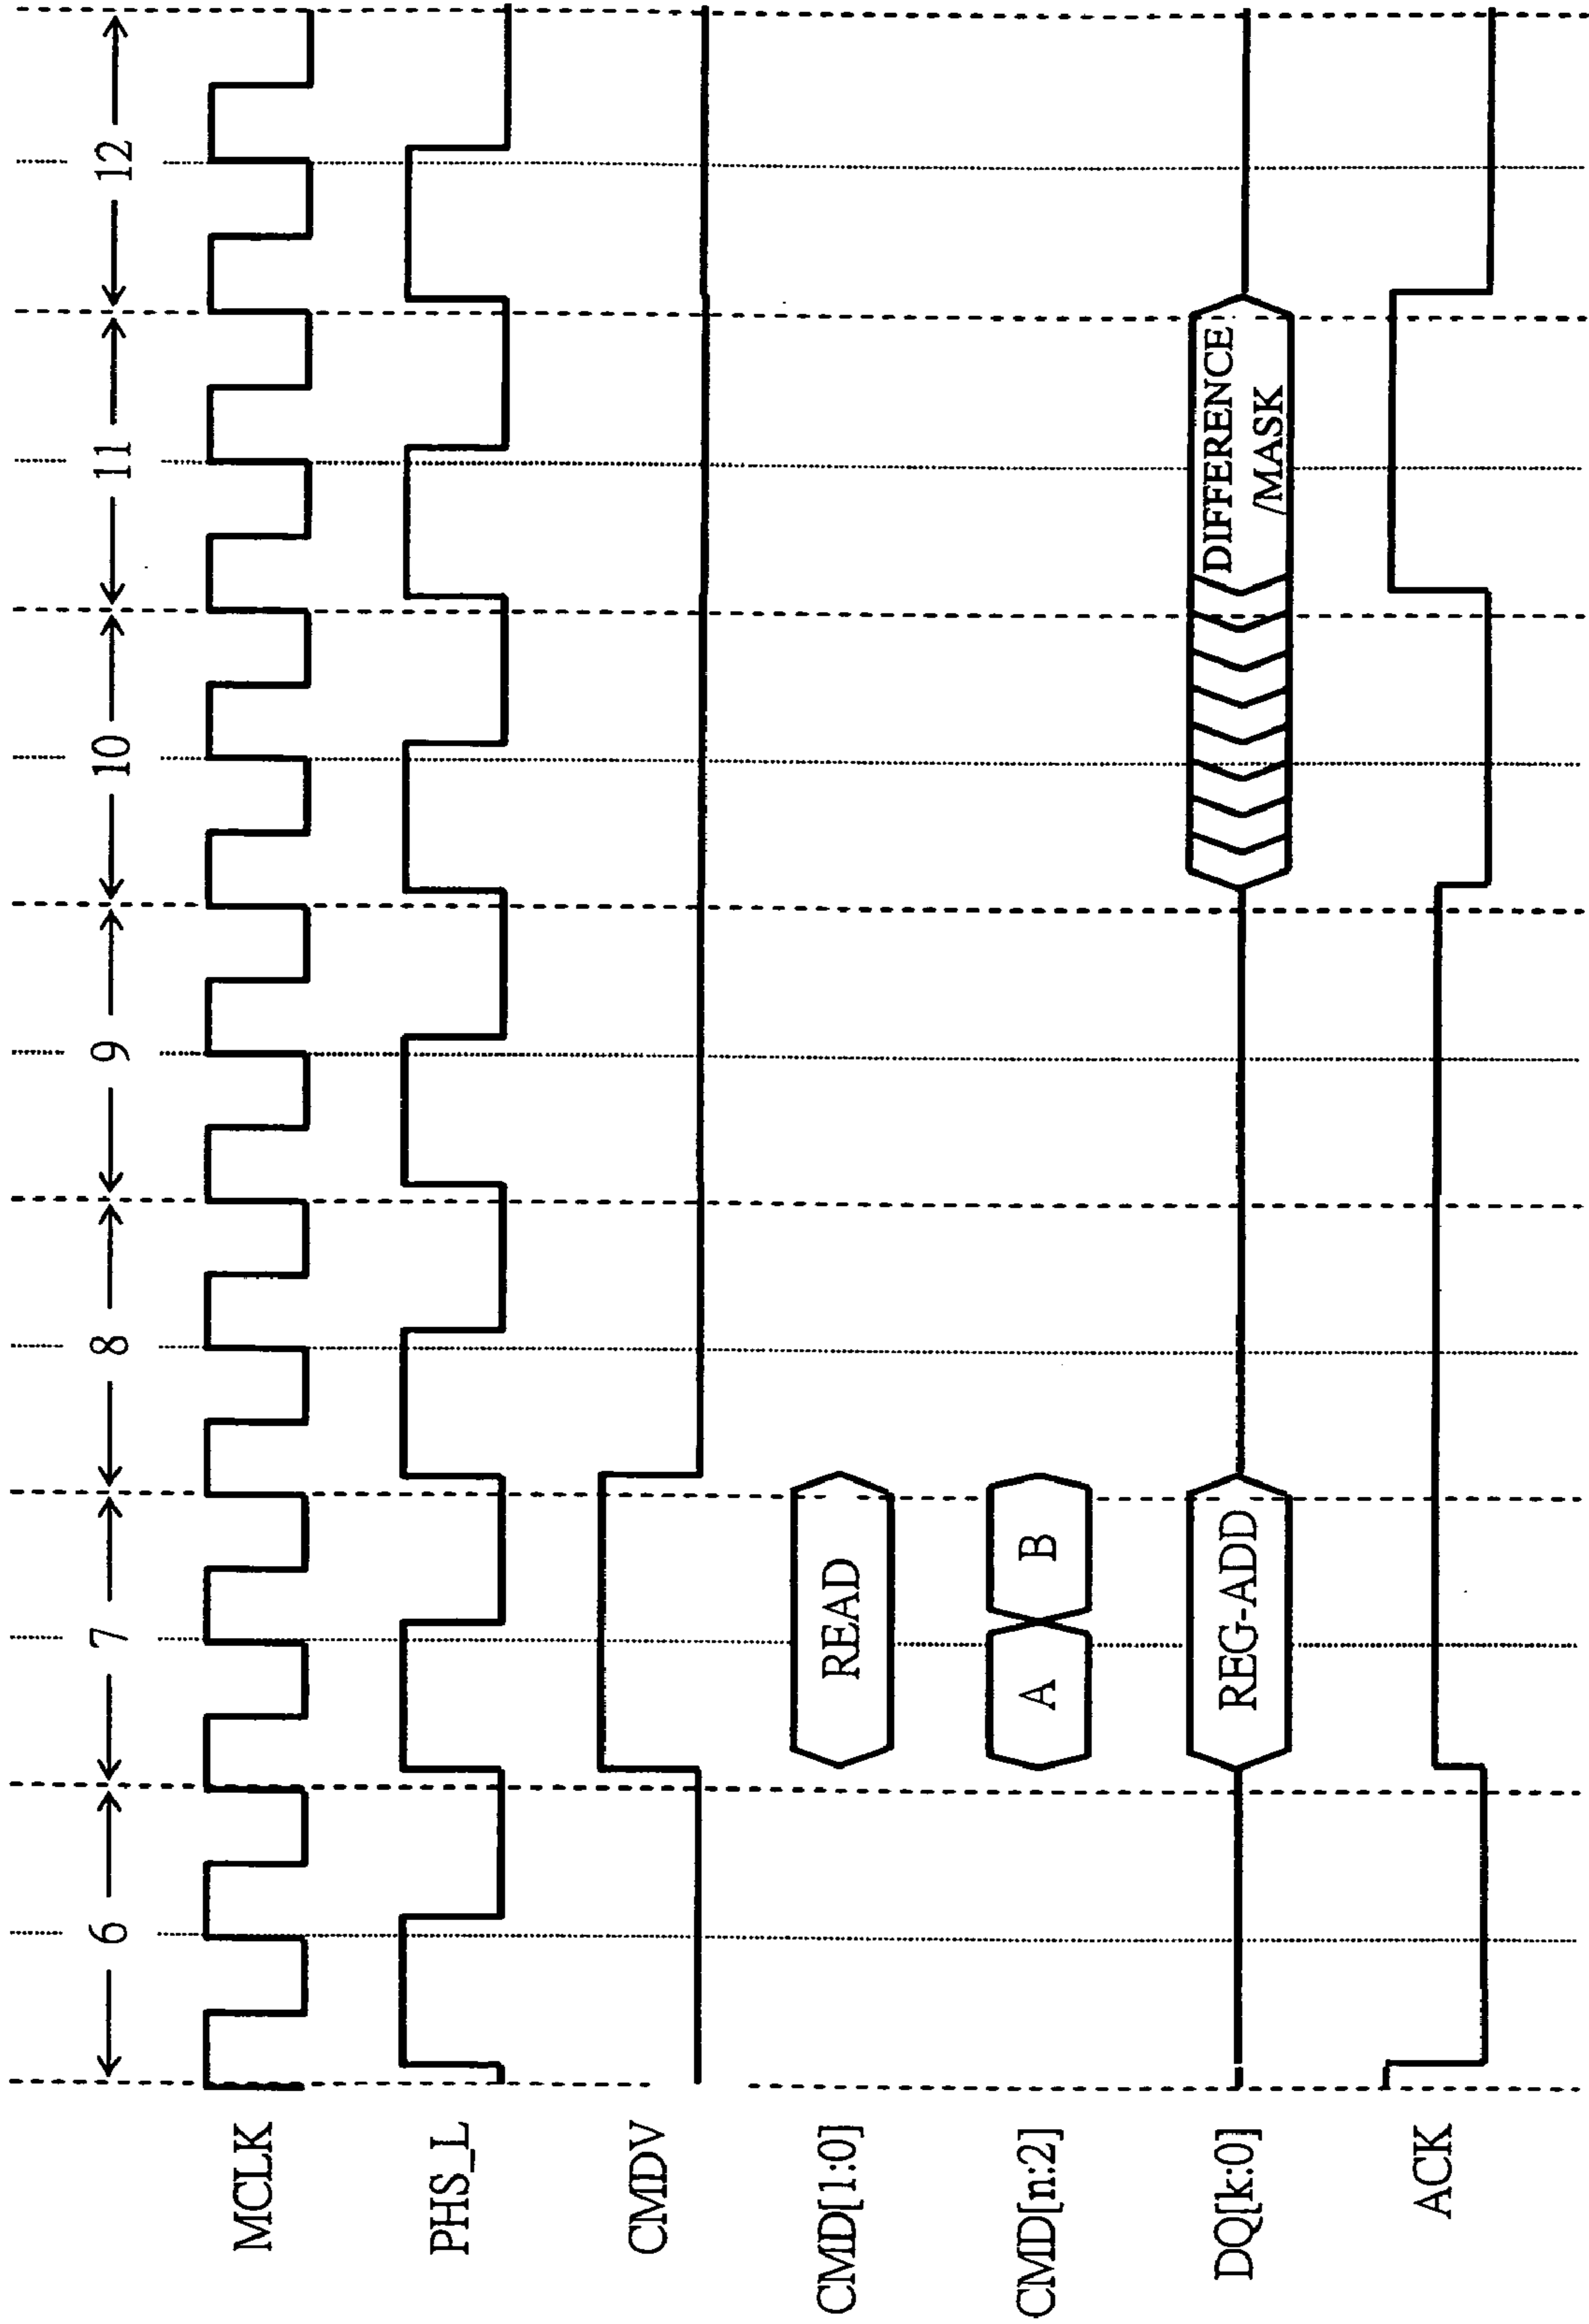 6 7 8 9 10 11 12
MCLK
PHS_L
CMDV
CMD[1:0] READ
CMD[n:2] A B
DQ[k:0] REG-ADD DIFFERENCE
/MASK
ACK